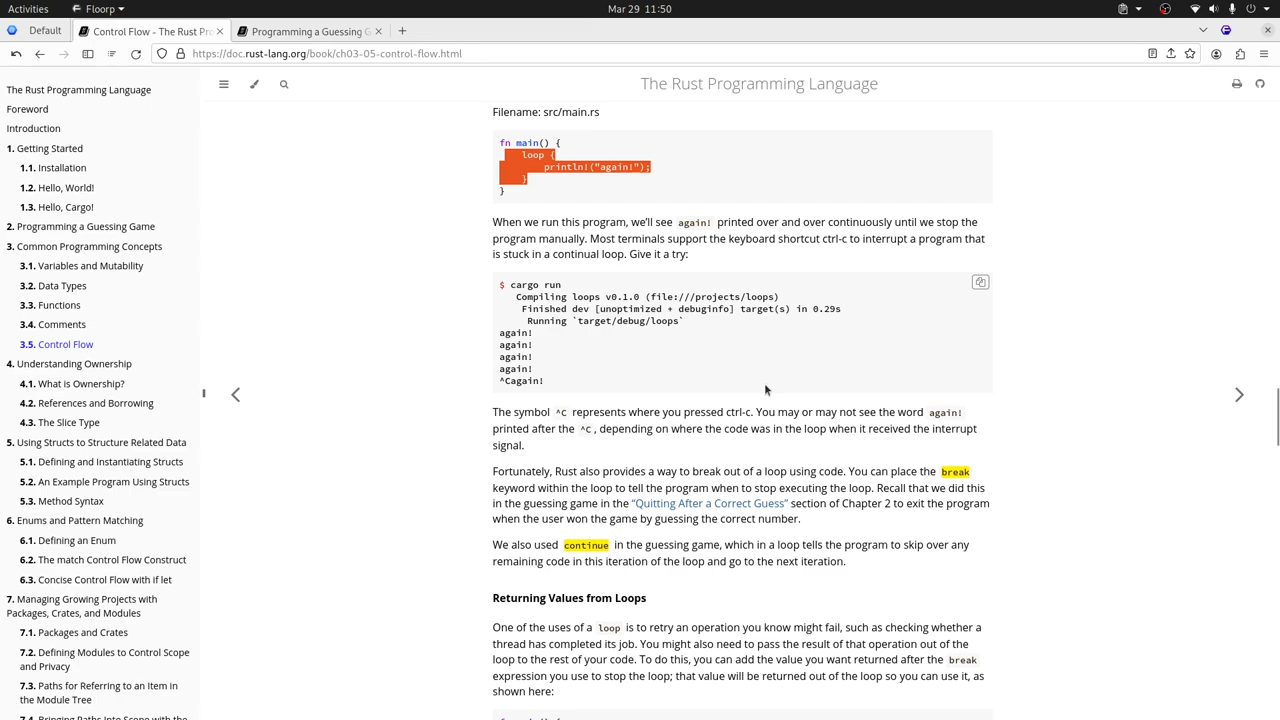 Activities
Floorp
Mar 29 11:50
Default
Control Flow - The Rust Pr
Programming a Guessing G
https://doc.rust-lang.org/book/ch03-05-control-flow.html
The Rust Programming Language
Foreword
Introduction
1. Getting Started
1.1. Installation
1.2. Hello, World!
1.3. Hello, Cargo!
2. Programming a Guessing Game
3. Common Programming Concepts
3.1. Variables and Mutability
3.2. Data Types
3.3. Functions
3.4. Comments
3.5. Control Flow
4. Understanding Ownership
4.1. What is Ownership?
4.2. References and Borrowing
4.3. The Slice Type
5. Using Structs to Structure Related Data
5.1. Defining and Instantiating Structs
5.2. An Example Program Using Structs
5.3. Method Syntax
6. Enums and Pattern Matching
6.1. Defining an Enum
6.2. The match Control Flow Construct
6.3. Concise Control Flow with if let
7. Managing Growing Projects with
Packages, Crates, and Modules
7.1. Packages and Crates
7.2. Defining Modules to Control Scope
and Privacy
7.3. Paths for Referring to an Item in
the Module Tree
7.4. Bringing Paths Into Scope with the
The Rust Programming Language
Filename: src/main.rs
fn main() {
loop {
println!("again!");
}
}
When we run this program, we’ll see again! printed over and over continuously until we stop the
program manually. Most terminals support the keyboard shortcut ctrl-c to interrupt a program that
is stuck in a continual loop. Give it a try:
$ cargo run
Compiling loops v0.1.0 (file:///projects/loops)
Finished dev [unoptimized + debuginfo] target(s) in 0.29s
Running `target/debug/loops`
again!
again!
again!
again!
^Cagain!
The symbol ^C represents where you pressed ctrl-c. You may or may not see the word again!
printed after the ^C, depending on where the code was in the loop when it received the interrupt
signal.
Fortunately, Rust also provides a way to break out of a loop using code. You can place the break
keyword within the loop to tell the program when to stop executing the loop. Recall that we did this
in the guessing game in the “Quitting After a Correct Guess” section of Chapter 2 to exit the program
when the user won the game by guessing the correct number.
We also used continue in the guessing game, which in a loop tells the program to skip over any
remaining code in this iteration of the loop and go to the next iteration.
Returning Values from Loops
One of the uses of a loop is to retry an operation you know might fail, such as checking whether a
thread has completed its job. You might also need to pass the result of that operation out of the
loop to the rest of your code. To do this, you can add the value you want returned after the break
expression you use to stop the loop; that value will be returned out of the loop so you can use it, as
shown here: